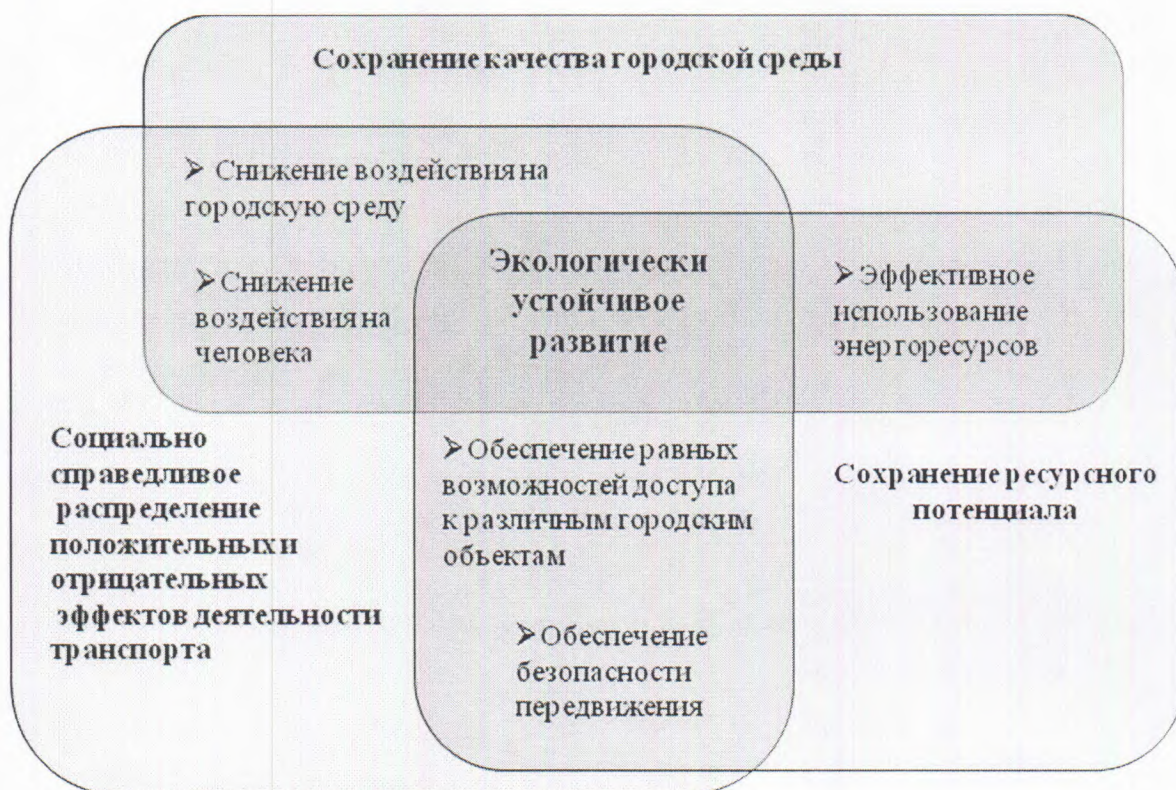 Сохранение качества городской среды
➢ Снижение воздействия на
городскую среду
➢ Снижение
воздействия на
человека
Экологически
устойчивое
развитие
➢ Эффективное
использование
энергоресурсов
Социально
справедливое
распределение
положительных и
отрицательных
эффектов деятельности
транспорта
➢ Обеспечение равных
возможностей доступа
к различным городским
объектам
➢ Обеспечение
безопасности
передвижения
Сохранение ресурсного
потенциала